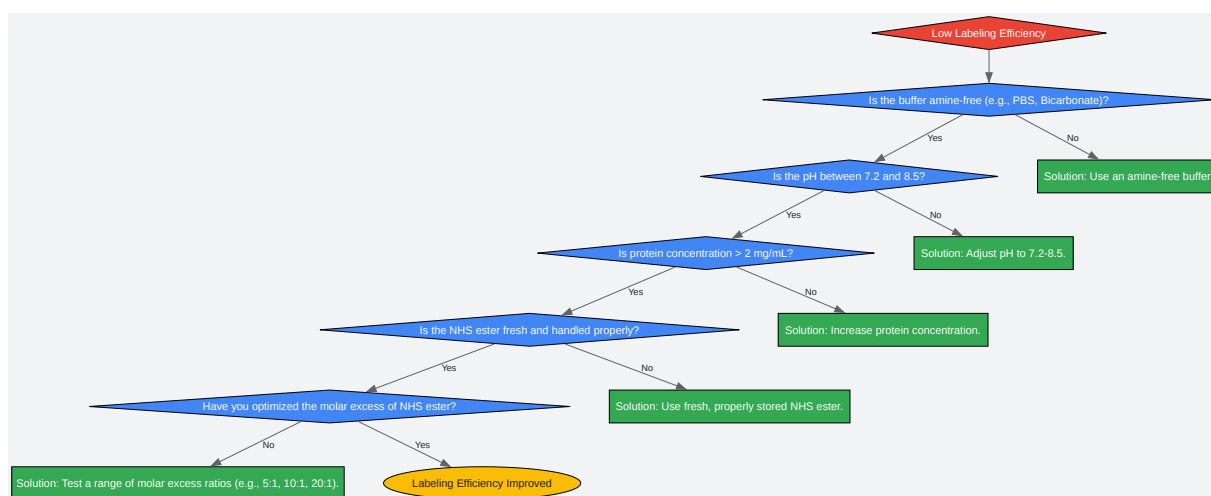 Low Labeling Efficiency
Is the buffer amine-free (e.g., PBS, Bicarbonate)?
Yes
No
Is the pH between 7.2 and 8.5?
Solution: Use an amine-free buffer
Yes
No
Is protein concentration > 2 mg/mL?
Solution: Adjust pH to 7.2-8.5.
Yes
No
Is the NHS ester fresh and handled properly?
Solution: Increase protein concentration.
Yes
No
Have you optimized the molar excess of NHS ester?
Solution: Use fresh, properly stored NHS ester.
No
Yes
Solution: Test a range of molar excess ratios (e.g., 5:1, 10:1, 20:1).
Labeling Efficiency Improved